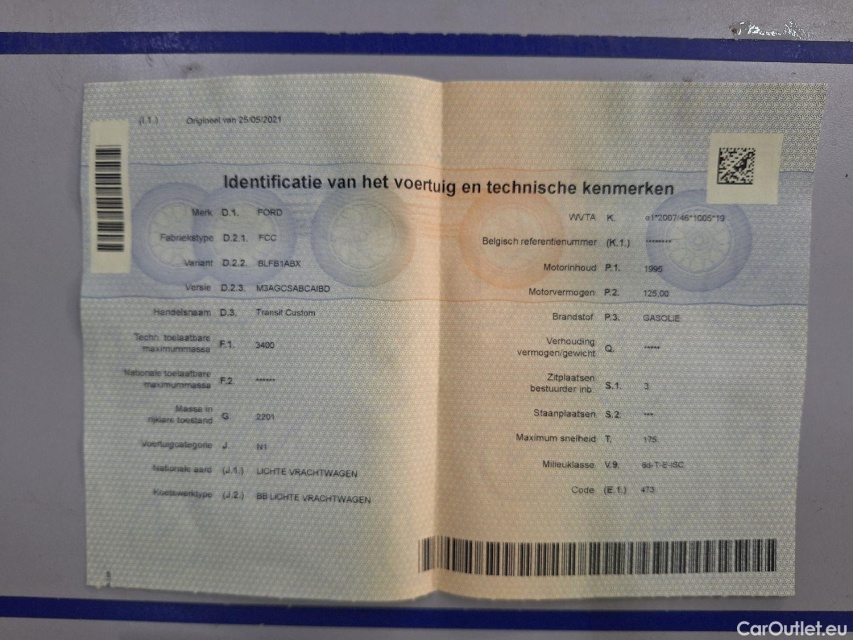 (I.1.) Origineel van 25/05/2021
Identificatie van het voertuig en technische kenmerken
Merk D.1. FORD
Fabriekstype D.2.1. FCC
Variant D.2.2. BLFB1ABX
Versie D.2.3. M3AGCSABCAIBD
Handelsnaam D.3. Transit Custom
Techn. toelaatbare
maximummassa F.1. 3400
Nationale toelaatbare
maximummassa F.2. ******
Massa in
rijklare toestand G. 2201
Voertuigcategorie J. N1
Nationale aard (J.1.) LICHTE VRACHTWAGEN
Koetswerktype (J.2.) BB LICHTE VRACHTWAGEN
WVTA K. e1*2007/46*1005*19
Belgisch referentienummer (K.1.) ********
Motorinhoud P.1. 1995
Motorvermogen P.2. 125,00
Brandstof P.3. GASOLIE
Verhouding
vermogen/gewicht Q. *****
Zitplaatsen
bestuurder inb. S.1. 3
Staanplaatsen S.2. ***
Maximum snelheid T. 175
Milieuklasse V.9. 6d-T-E-ISC
Code (E.1.) 473
CarOutlet.eu